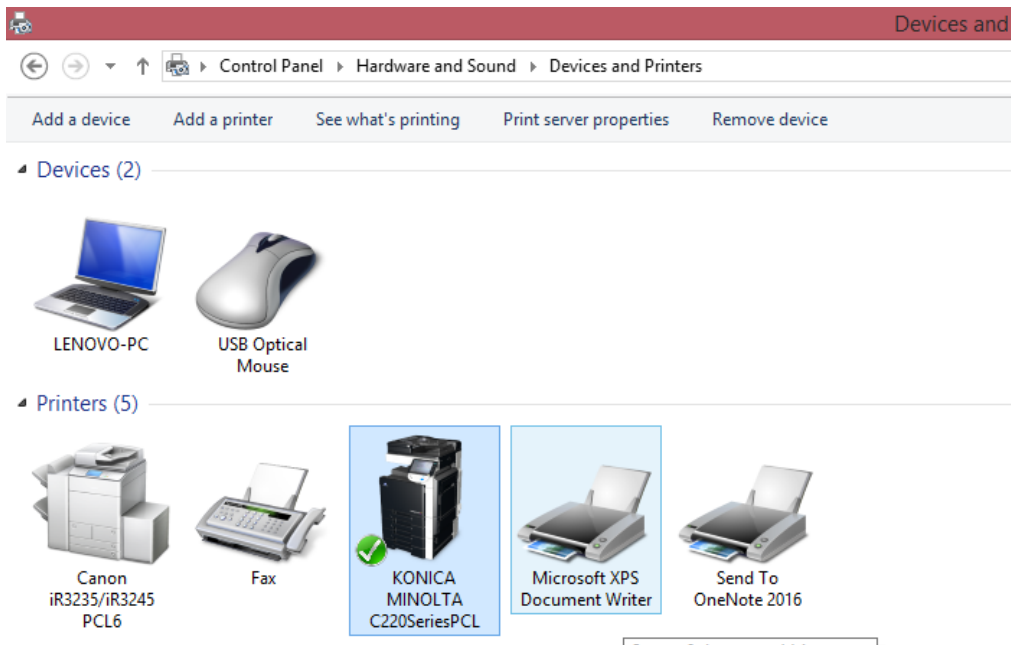 Devices and
Control Panel Hardware and Sound Devices and Printers
Add a device Add a printer See what's printing Print server properties Remove device
Devices (2)
LENOVO-PC
USB Optical
Mouse
Printers (5)
Canon
iR3235/iR3245
PCL6
Fax
KONICA
MINOLTA
C220SeriesPCL
Microsoft XPS
Document Writer
Send To
OneNote 2016